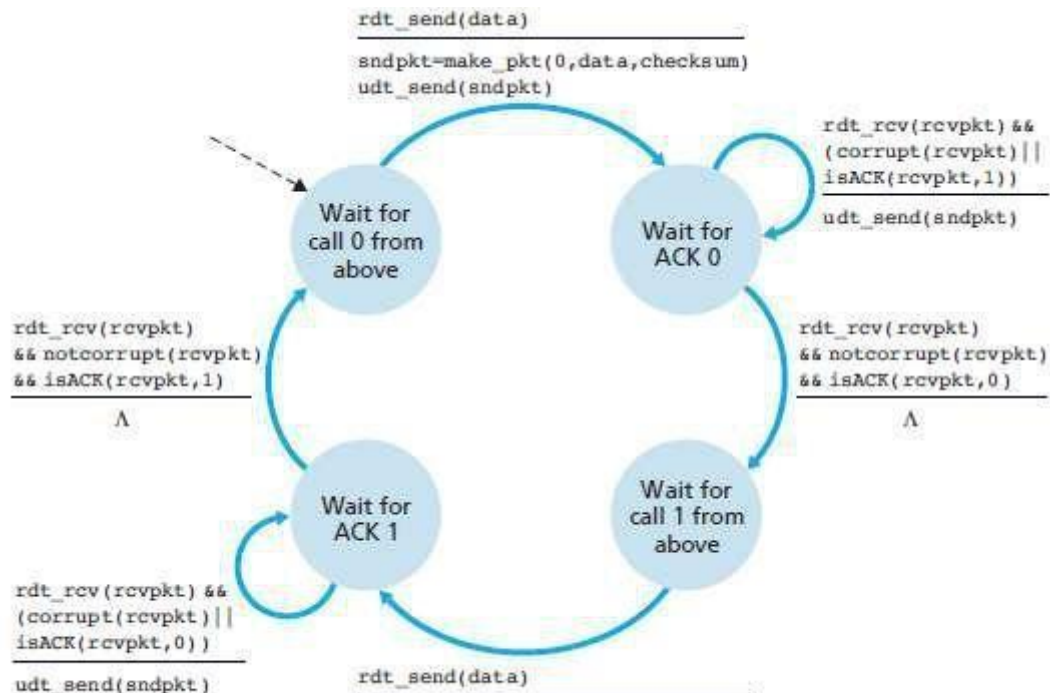 rdt_send(data)
sndpkt=make_pkt(0,data,checksum)
udt_send(sndpkt)
rdt_rcv(rcvpkt) &&
(corrupt(rcvpkt)||
isACK(rcvpkt,1))
udt_send(sndpkt)
Wait for
call 0 from
above
Wait for
ACK 0
rdt_rcv(rcvpkt)
&& notcorrupt(rcvpkt)
&& isACK(rcvpkt,1)
Λ
rdt_rcv(rcvpkt)
&& notcorrupt(rcvpkt)
&& isACK(rcvpkt,0)
Λ
Wait for
ACK 1
Wait for
call 1 from
above
rdt_rcv(rcvpkt) &&
(corrupt(rcvpkt)||
isACK(rcvpkt,0))
udt_send(sndpkt)
rdt_send(data)